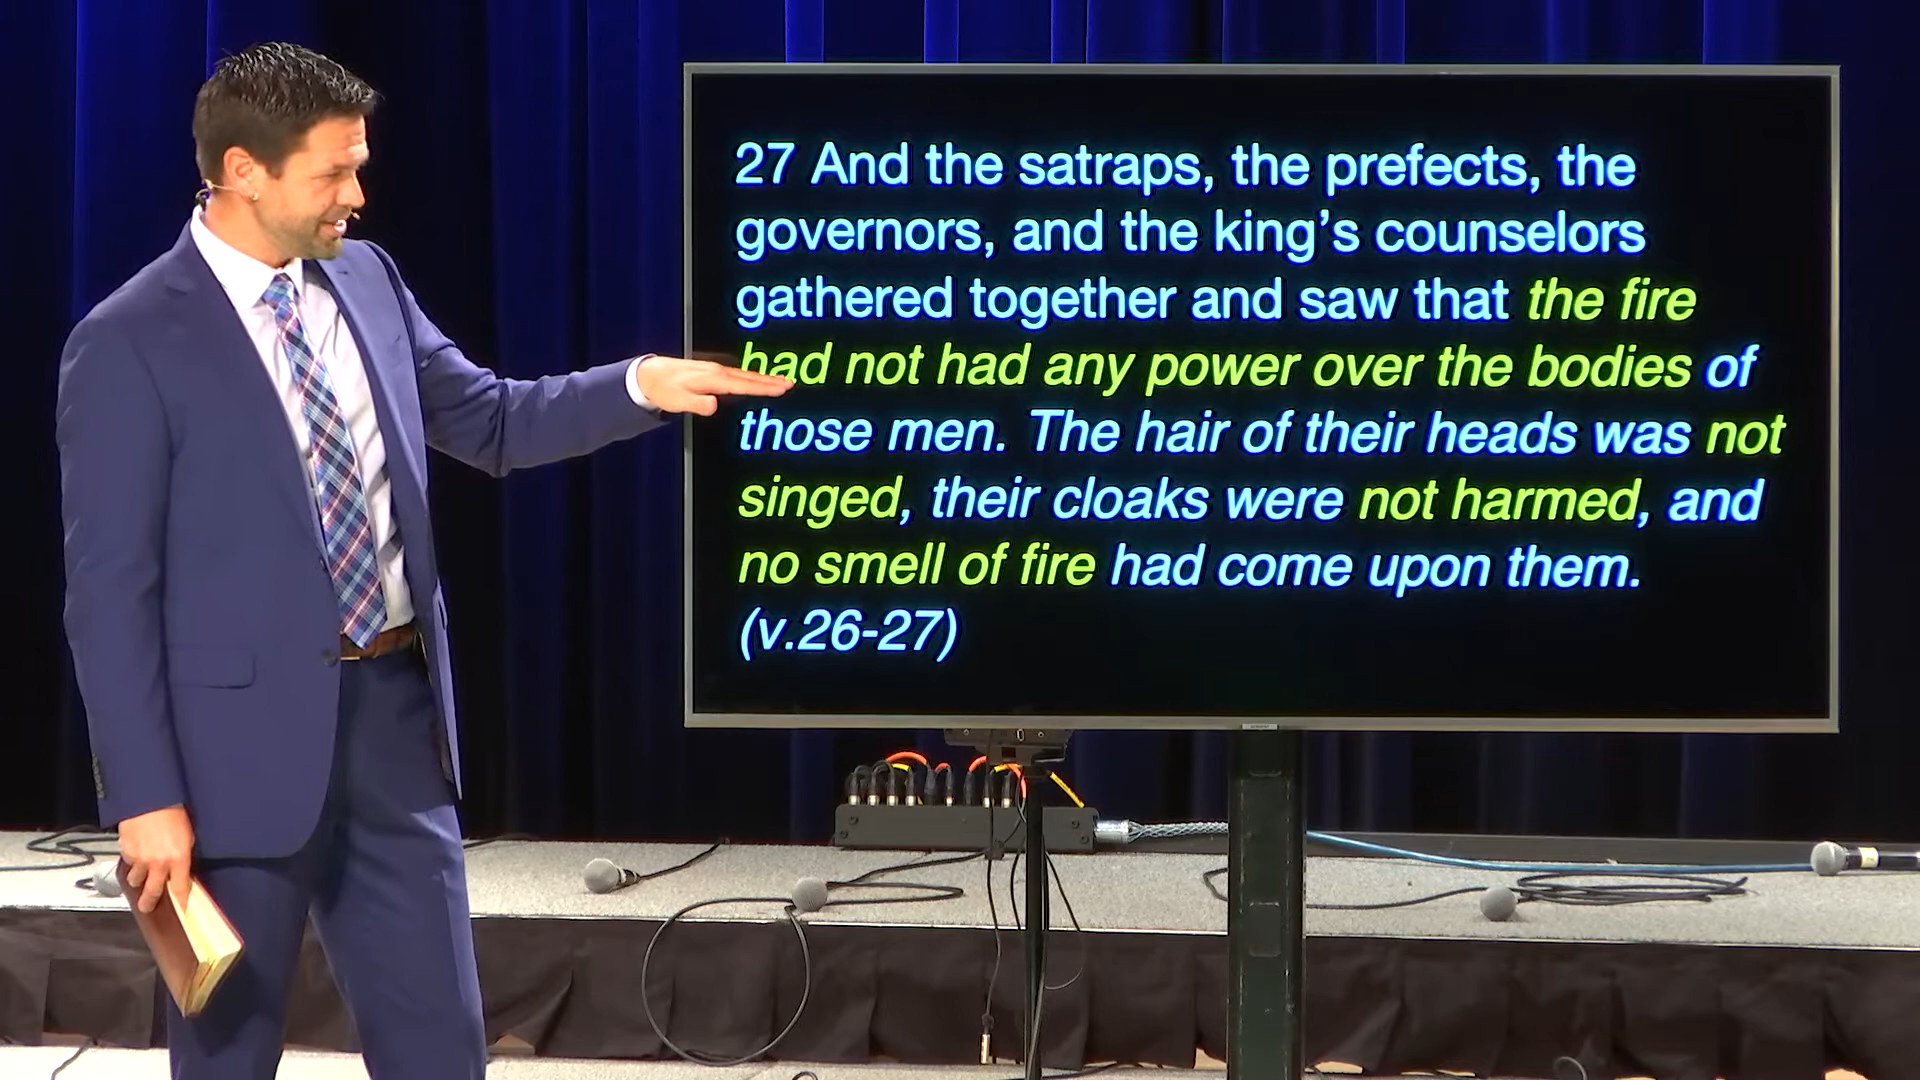 27 And the satraps, the prefects, the
governors, and the king’s counselors
gathered together and saw that the fire
had not had any power over the bodies of
those men. The hair of their heads was not
singed, their cloaks were not harmed, and
no smell of fire had come upon them.
(v.26-27)